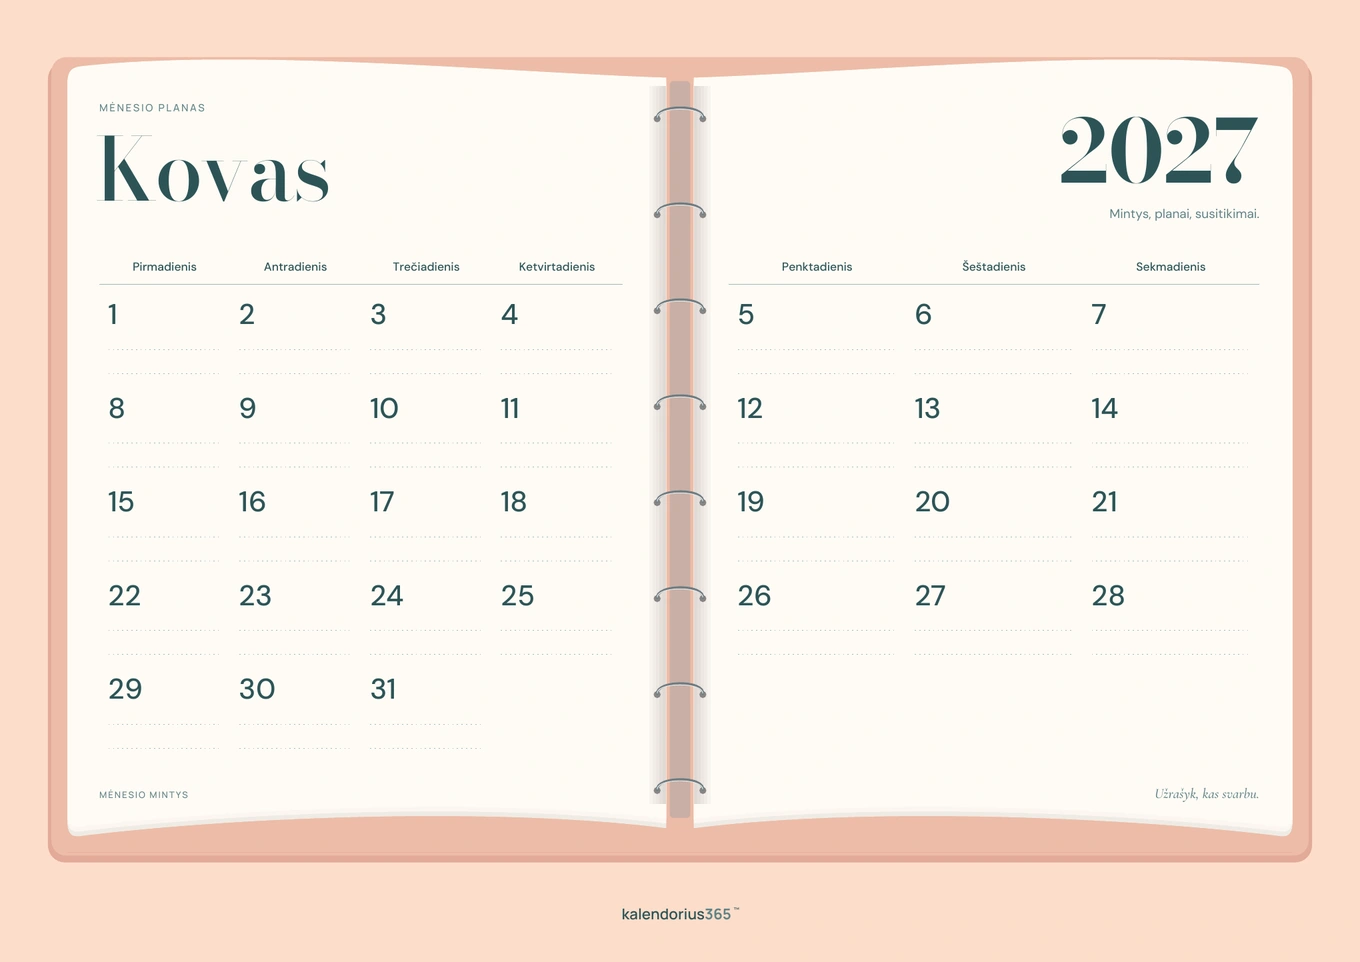 MĖNESIO PLANAS
Kovas
2027
Mintys, planai, susitikimai.
Pirmadienis Antradienis Trečiadienis Ketvirtadienis Penktadienis Šeštadienis Sekmadienis
1 2 3 4 5 6 7
8 9 10 11 12 13 14
15 16 17 18 19 20 21
22 23 24 25 26 27 28
29 30 31
MĖNESIO MINTYS
Užrašyk, kas svarbu.
kalendorius365™